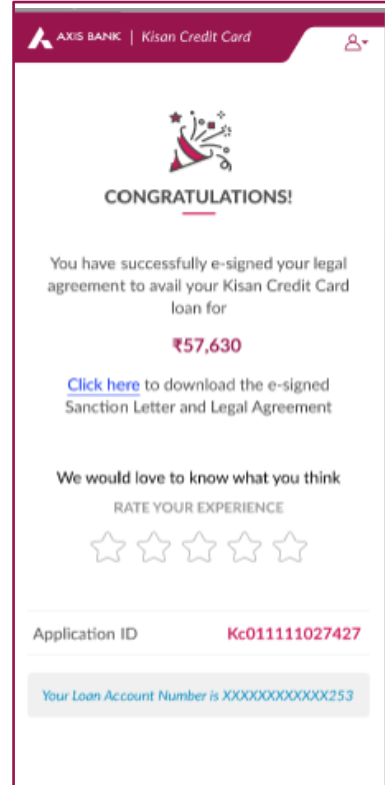 AXIS BANK | Kisan Credit Card
CONGRATULATIONS!
You have successfully e-signed your legal
agreement to avail your Kisan Credit Card
loan for
₹57,630
Click here to download the e-signed
Sanction Letter and Legal Agreement
We would love to know what you think
RATE YOUR EXPERIENCE
Application ID Kc011111027427
Your Loan Account Number is XXXXXXXXXXXXX253